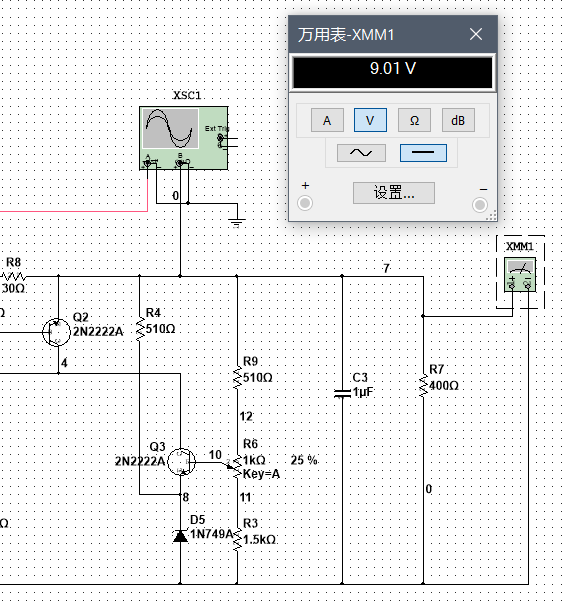 万用表-XMM1
9.01 V
A
V
Ω
dB
+
设置...
−
XSC1
Ext Trig
A
B
0
XMM1
7
R8
30Ω
Q2
2N2222A
R4
510Ω
4
R9
510Ω
C3
1µF
R7
400Ω
12
Q3
2N2222A
10
R6
1kΩ
25 %
Key=A
8
11
0
D5
1N749A
R3
1.5kΩ
Ω